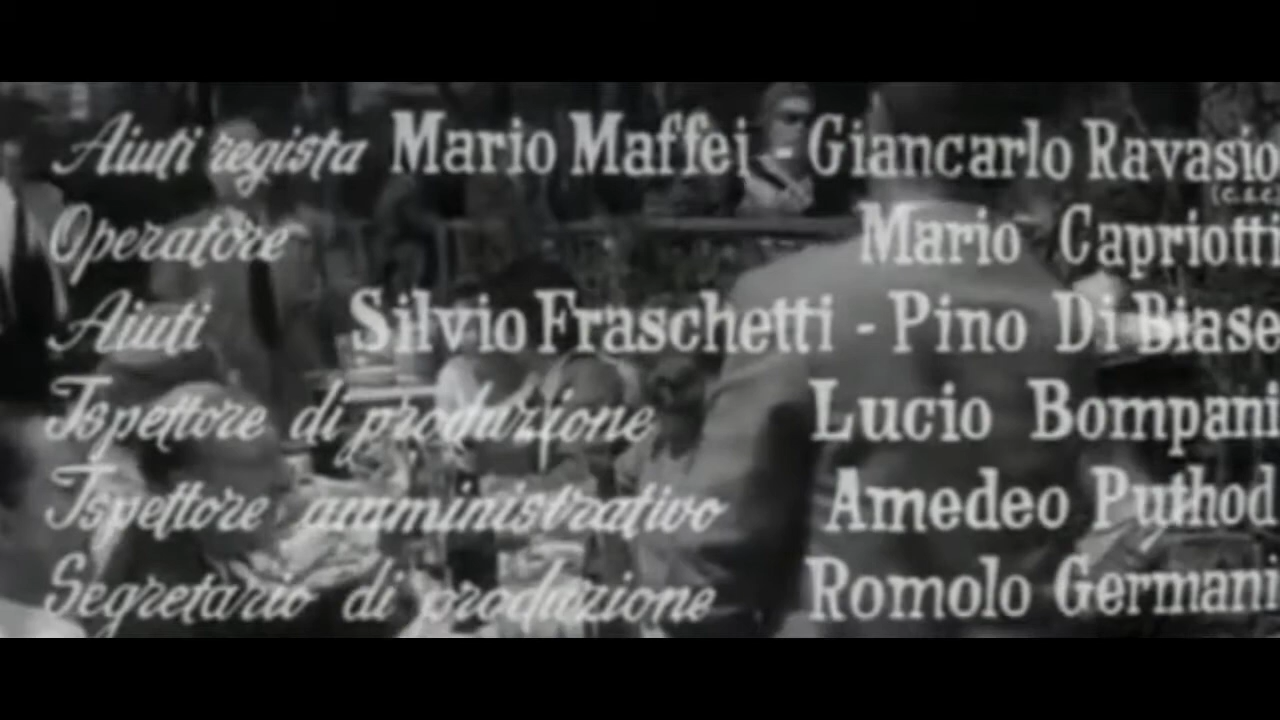 Aiuti regista Mario Maffei - Giancarlo Ravasio
(C.S.C)
Operatore Mario Capriotti
Aiuti Silvio Fraschetti - Pino Di Biase
Ispettore di produzione Lucio Bompani
Ispettore amministrativo Amedeo Puthod
Segretario di produzione Romolo Germani